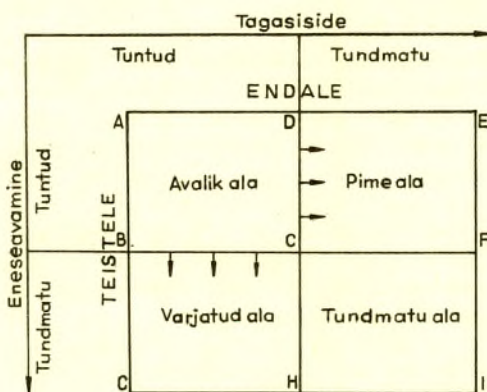 Tagasiside
Tuntud Tundmatu
ENDALE
A D E
Eneseavamine
Tuntud
TEISTELE
Avalik ala Pime ala
B C F
Tundmatu
Varjatud ala Tundmatu ala
C H I